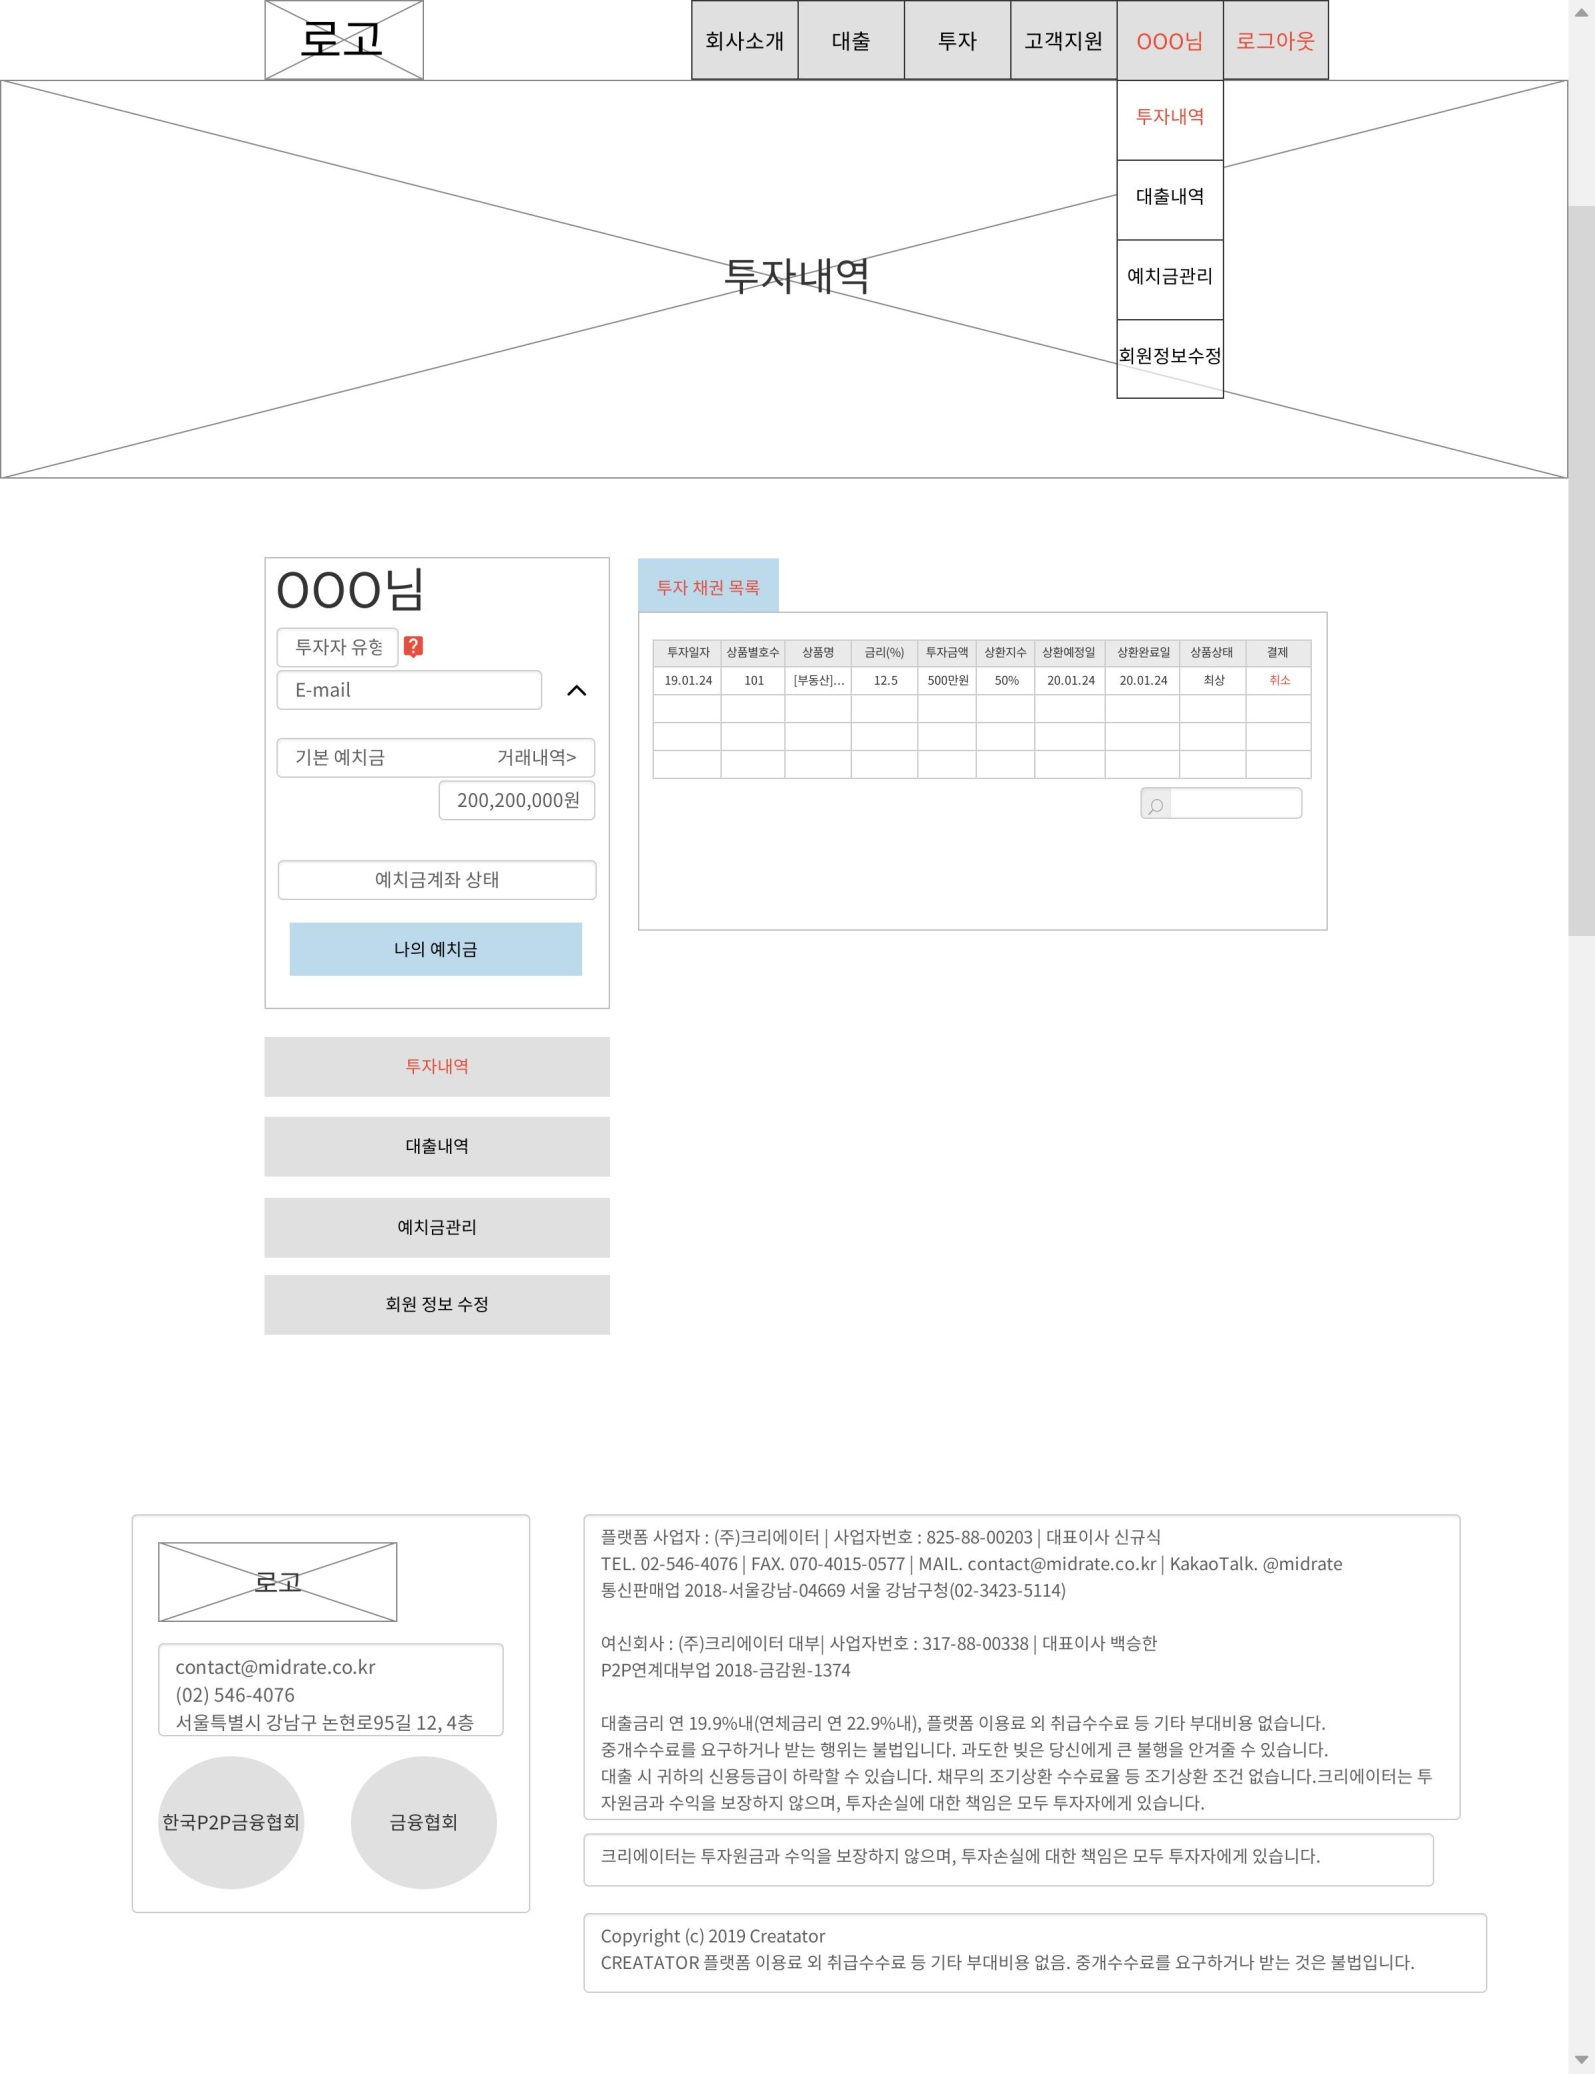 로고
회사소개 대출 투자 고객지원 OOO님 로그아웃
투자내역
대출내역
예치금관리
회원정보수정
투자내역
OOO님
투자자 유형 ?
E-mail
기본 예치금 거래내역>
200,200,000원
예치금계좌 상태
나의 예치금
투자내역
대출내역
예치금관리
회원 정보 수정
투자 채권 목록
투자일자 상품별호수 상품명 금리(%) 투자금액 상환지수 상환예정일 상환완료일 상품상태 결제
19.01.24 101 [부동산]... 12.5 500만원 50% 20.01.24 20.01.24 최상 취소
로고
contact@midrate.co.kr
(02) 546-4076
서울특별시 강남구 논현로95길 12, 4층
한국P2P금융협회 금융협회
플랫폼 사업자 : (주)크리에이터 | 사업자번호 : 825-88-00203 | 대표이사 신규식
TEL. 02-546-4076 | FAX. 070-4015-0577 | MAIL. contact@midrate.co.kr | KakaoTalk. @midrate
통신판매업 2018-서울강남-04669 서울 강남구청(02-3423-5114)
여신회사 : (주)크리에이터 대부| 사업자번호 : 317-88-00338 | 대표이사 백승한
P2P연계대부업 2018-금감원-1374
대출금리 연 19.9%내(연체금리 연 22.9%내), 플랫폼 이용료 외 취급수수료 등 기타 부대비용 없습니다.
중개수수료를 요구하거나 받는 행위는 불법입니다. 과도한 빚은 당신에게 큰 불행을 안겨줄 수 있습니다.
대출 시 귀하의 신용등급이 하락할 수 있습니다. 채무의 조기상환 수수료율 등 조기상환 조건 없습니다.크리에이터는 투
자원금과 수익을 보장하지 않으며, 투자손실에 대한 책임은 모두 투자자에게 있습니다.
크리에이터는 투자원금과 수익을 보장하지 않으며, 투자손실에 대한 책임은 모두 투자자에게 있습니다.
Copyright (c) 2019 Creatator
CREATATOR 플랫폼 이용료 외 취급수수료 등 기타 부대비용 없음. 중개수수료를 요구하거나 받는 것은 불법입니다.